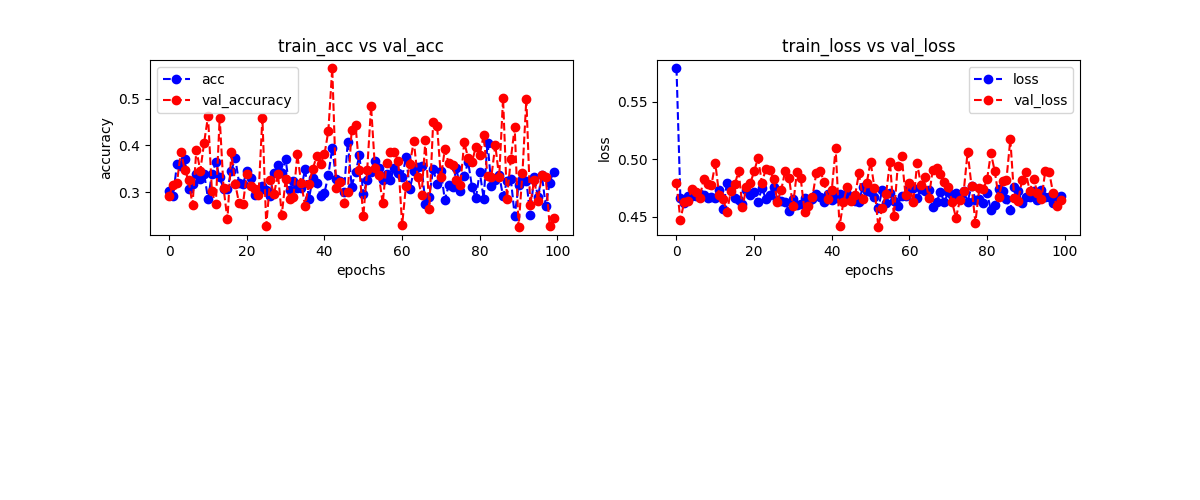 train_acc vs val_acc
acc
val_accuracy
accuracy
0.5
0.4
0.3
0 20 40 60 80 100
epochs
train_loss vs val_loss
loss
val_loss
loss
0.55
0.50
0.45
0 20 40 60 80 100
epochs